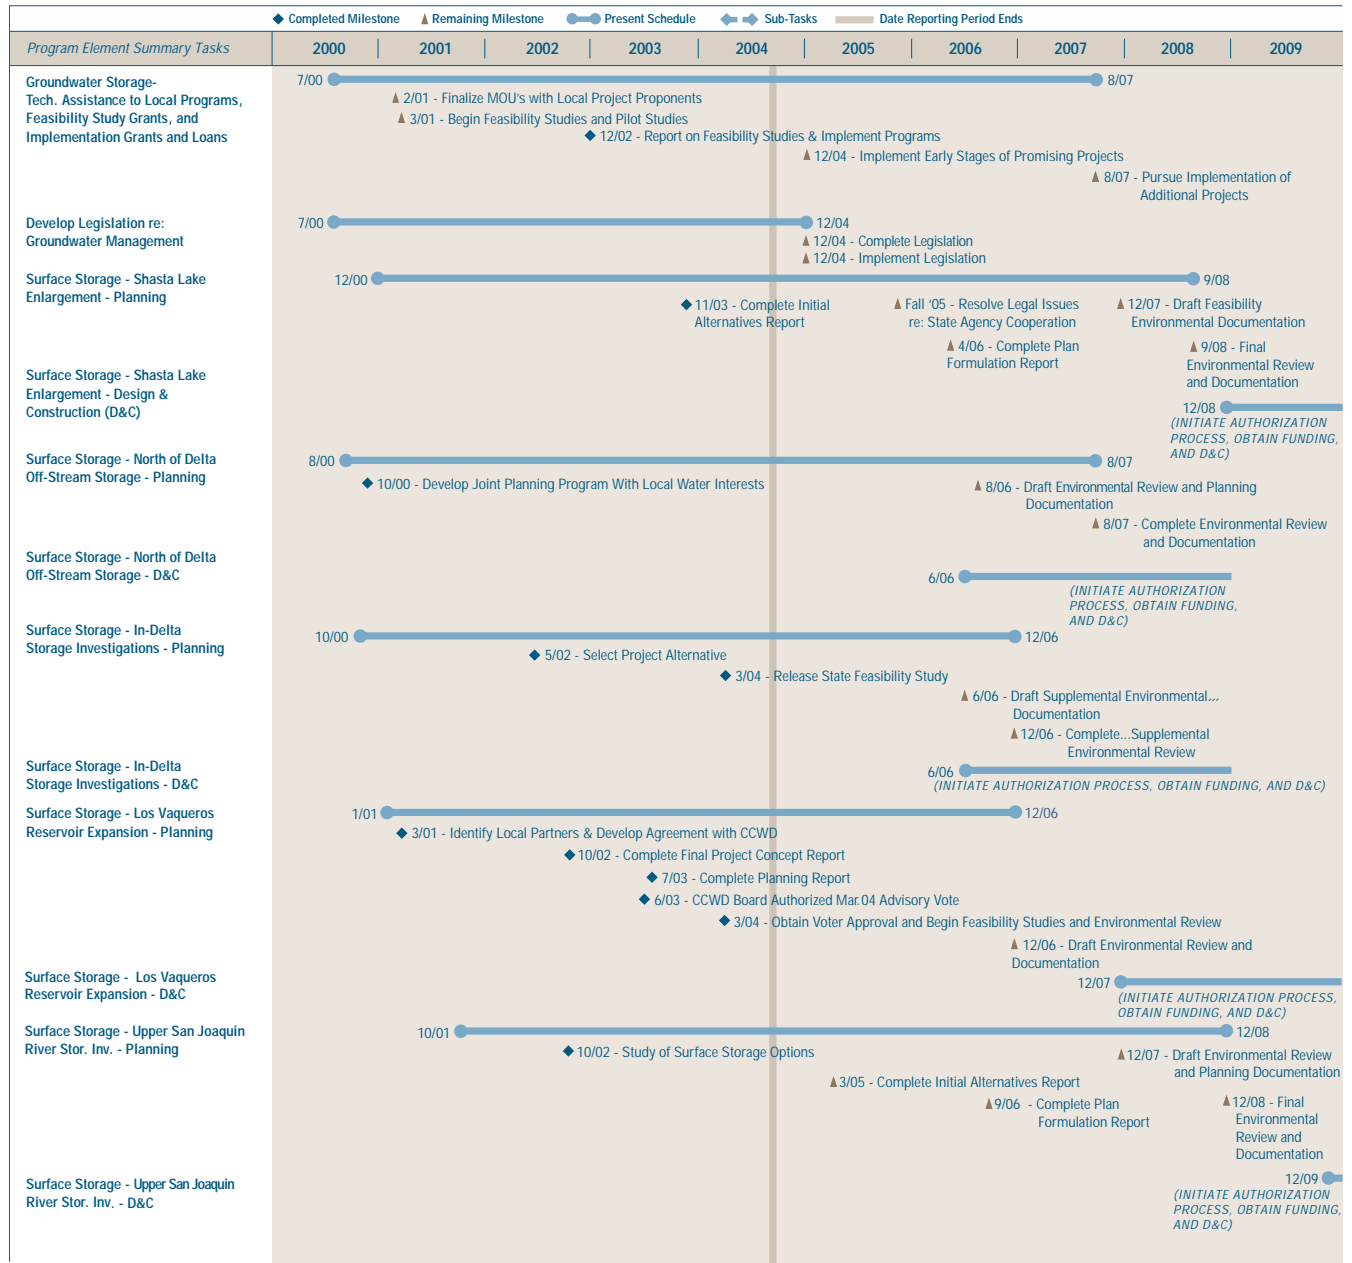 Completed Milestone Remaining Milestone Present Schedule Sub-Tasks Date Reporting Period Ends
Program Element Summary Tasks 2000 2001 2002 2003 2004 2005 2006 2007 2008 2009
Groundwater Storage-
Tech. Assistance to Local Programs,
Feasibility Study Grants, and
Implementation Grants and Loans
7/00 8/07
2/01 - Finalize MOU's with Local Project Proponents
3/01 - Begin Feasibility Studies and Pilot Studies
12/02 - Report on Feasibility Studies & Implement Programs
12/04 - Implement Early Stages of Promising Projects
8/07 - Pursue Implementation of
Additional Projects
Develop Legislation re:
Groundwater Management
7/00 12/04
12/04 - Complete Legislation
12/04 - Implement Legislation
Surface Storage - Shasta Lake
Enlargement - Planning
12/00 9/08
11/03 - Complete Initial
Alternatives Report
Fall '05 - Resolve Legal Issues
re: State Agency Cooperation
12/07 - Draft Feasibility
Environmental Documentation
4/06 - Complete Plan
Formulation Report
9/08 - Final
Environmental Review
and Documentation
Surface Storage - Shasta Lake
Enlargement - Design &
Construction (D&C)
12/08
(INITIATE AUTHORIZATION
PROCESS, OBTAIN FUNDING,
AND D&C)
Surface Storage - North of Delta
Off-Stream Storage - Planning
8/00 8/07
10/00 - Develop Joint Planning Program With Local Water Interests
8/06 - Draft Environmental Review and Planning
Documentation
8/07 - Complete Environmental Review
and Documentation
Surface Storage - North of Delta
Off-Stream Storage - D&C
6/06
(INITIATE AUTHORIZATION
PROCESS, OBTAIN FUNDING,
AND D&C)
Surface Storage - In-Delta
Storage Investigations - Planning
10/00 12/06
5/02 - Select Project Alternative
3/04 - Release State Feasibility Study
6/06 - Draft Supplemental Environmental...
Documentation
12/06 - Complete...Supplemental
Environmental Review
Surface Storage - In-Delta
Storage Investigations - D&C
6/06
(INITIATE AUTHORIZATION PROCESS, OBTAIN FUNDING, AND D&C)
Surface Storage - Los Vaqueros
Reservoir Expansion - Planning
1/01 12/06
3/01 - Identify Local Partners & Develop Agreement with CCWD
10/02 - Complete Final Project Concept Report
7/03 - Complete Planning Report
6/03 - CCWD Board Authorized Mar. 04 Advisory Vote
3/04 - Obtain Voter Approval and Begin Feasibility Studies and Environmental Review
12/06 - Draft Environmental Review and
Documentation
Surface Storage - Los Vaqueros
Reservoir Expansion - D&C
12/07
(INITIATE AUTHORIZATION PROCESS,
OBTAIN FUNDING, AND D&C)
Surface Storage - Upper San Joaquin
River Stor. Inv. - Planning
10/01 12/08
10/02 - Study of Surface Storage Options
12/07 - Draft Environmental Review
and Planning Documentation
3/05 - Complete Initial Alternatives Report
9/06 - Complete Plan
Formulation Report
12/08 - Final
Environmental
Review and
Documentation
Surface Storage - Upper San Joaquin
River Stor. Inv. - D&C
12/09
(INITIATE AUTHORIZATION
PROCESS, OBTAIN FUNDING,
AND D&C)